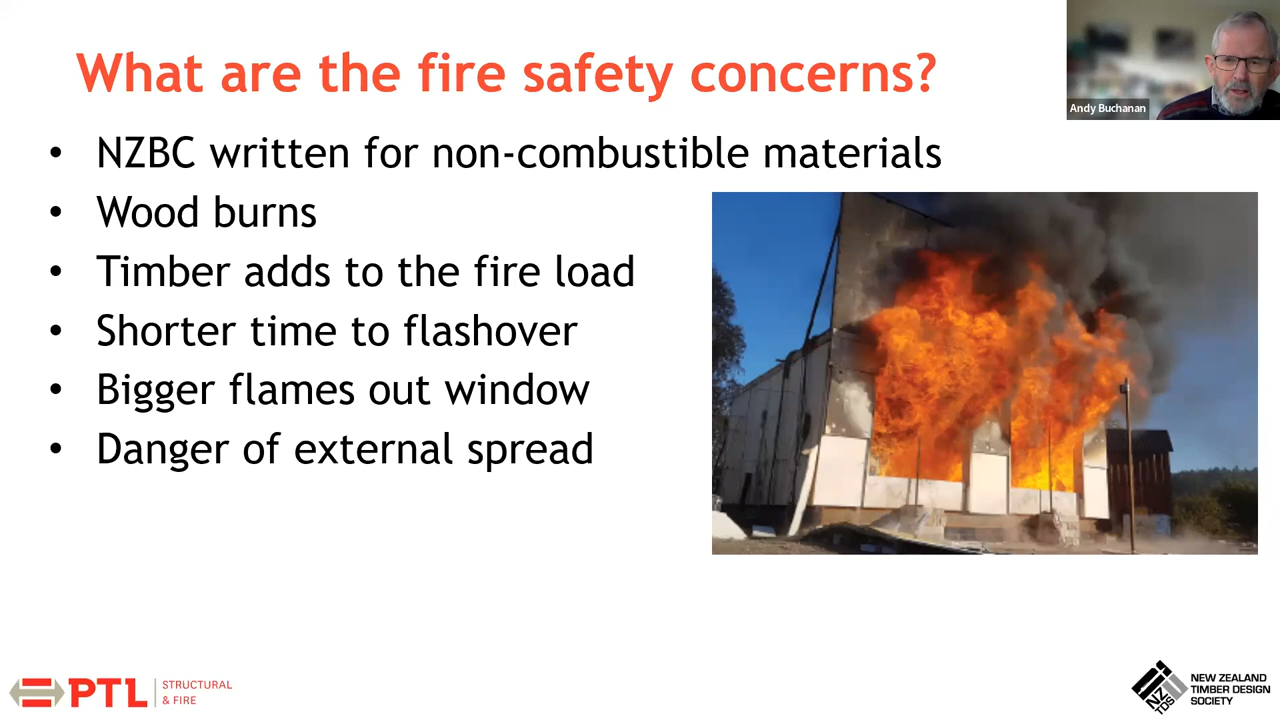 What are the fire safety concerns?
Andy Buchanan
• NZBC written for non-combustible materials
• Wood burns
• Timber adds to the fire load
• Shorter time to flashover
• Bigger flames out window
• Danger of external spread
PTL STRUCTURAL
& FIRE
NZ
TDS
NEW ZEALAND
TIMBER DESIGN
SOCIETY